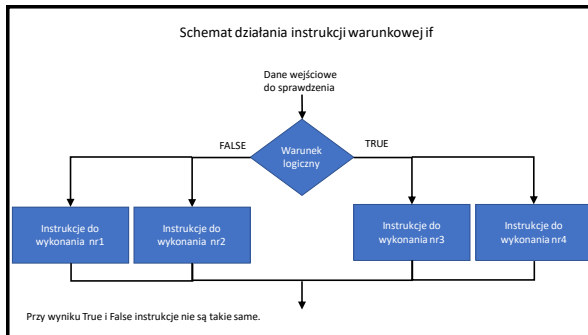 Schemat działania instrukcji warunkowej if
Dane wejściowe
do sprawdzenia
FALSE
Warunek
logiczny
TRUE
Instrukcje do
wykonania nr1
Instrukcje do
wykonania nr2
Instrukcje do
wykonania nr3
Instrukcje do
wykonania nr4
Przy wyniku True i False instrukcje nie są takie same.